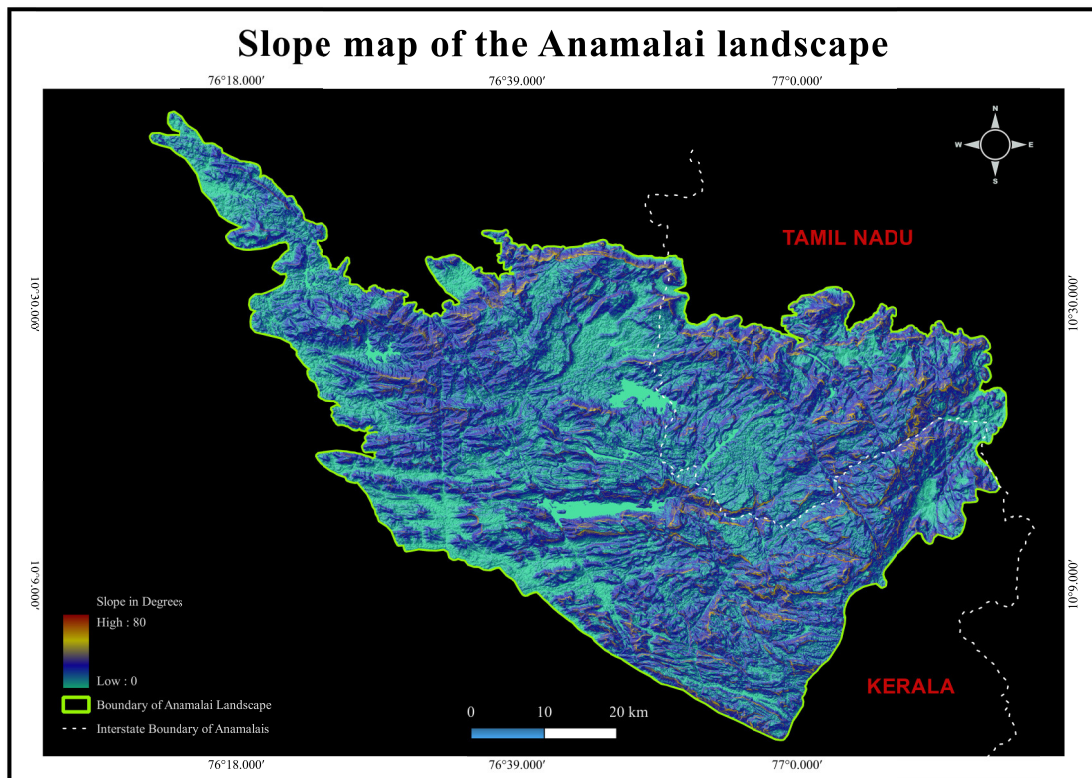 Slope map of the Anamalai landscape
76°18.000' 76°39.000' 77°0.000'
N
W E
S
TAMIL NADU
10°30.000' 10°30.000'
10°9.000' 10°9.000'
Slope in Degrees
High : 80
Low : 0
Boundary of Anamalai Landscape
Interstate Boundary of Anamalais
0 10 20 km
KERALA
76°18.000' 76°39.000' 77°0.000'